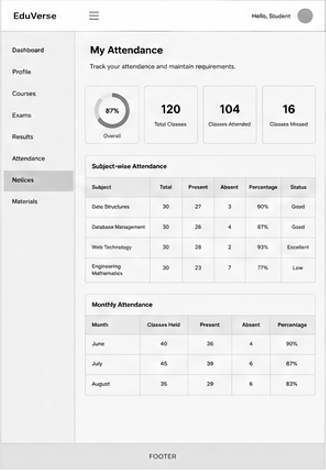 EduVerse
Hello, Student
Dashboard
Profile
Courses
Exams
Results
Attendance
Notices
Materials
My Attendance
Track your attendance and maintain requirements.
87%
Overall
120
Total Classes
104
Classes Attended
16
Classes Missed
Subject-wise Attendance
Subject Total Present Absent Percentage Status
Data Structures 30 27 3 90% Good
Database Management 30 26 4 87% Good
Web Technology 30 28 2 93% Excellent
Engineering
Mathematics 30 23 7 77% Low
Monthly Attendance
Month Classes Held Present Absent Percentage
June 40 36 4 90%
July 45 39 6 87%
August 35 29 6 83%
FOOTER